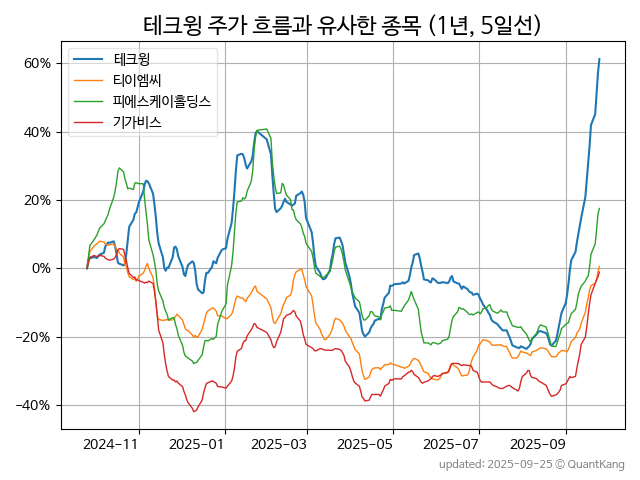 테크윙 주가 흐름과 유사한 종목 (1년, 5일선)
테크윙
티이엠씨
피에스케이홀딩스
기가비스
60%
40%
20%
0%
−20%
−40%
2024-11
2025-01
2025-03
2025-05
2025-07
2025-09
updated: 2025-09-25 © QuantKang